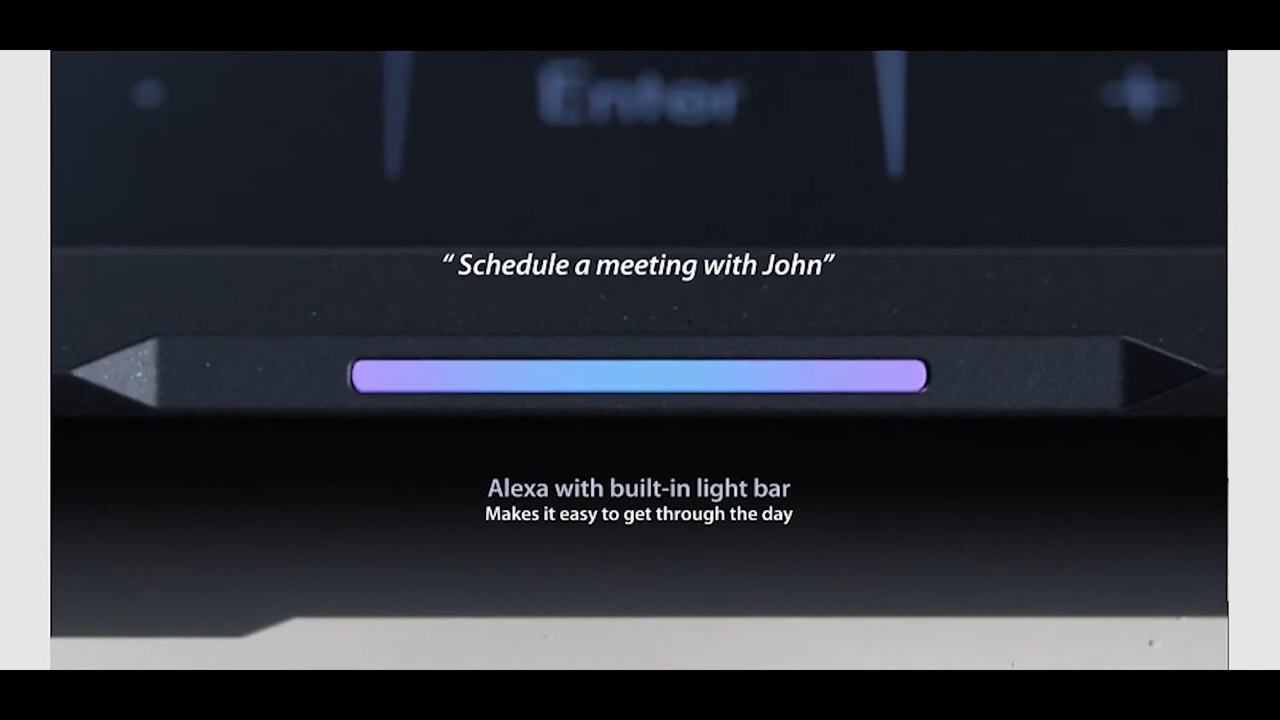 Enter
“ Schedule a meeting with John”
Alexa with built-in light bar
Makes it easy to get through the day